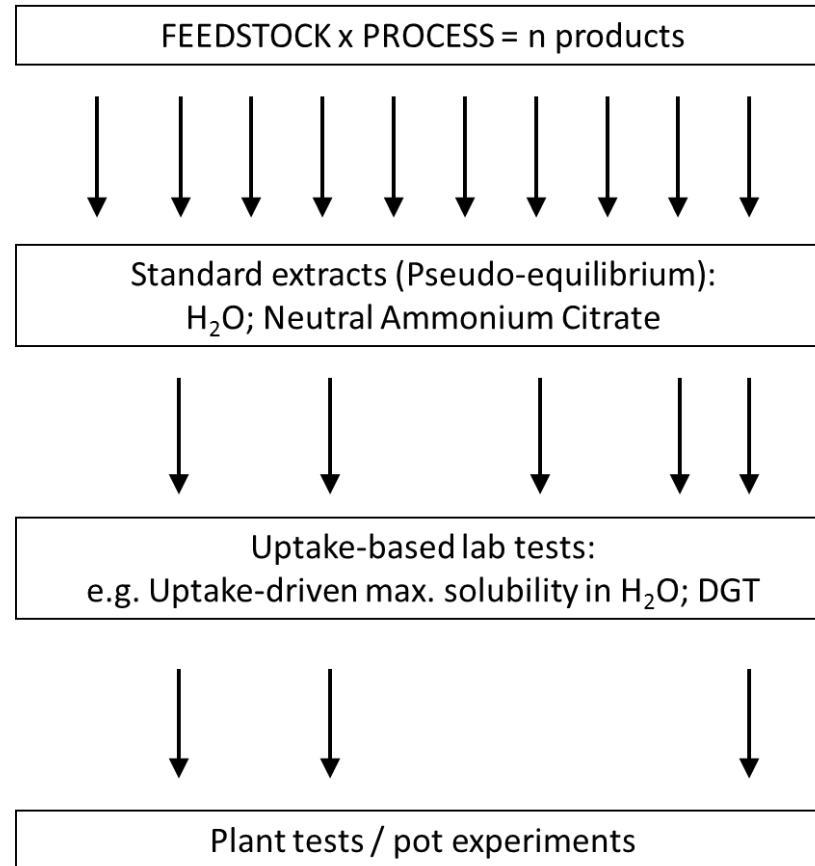 FEEDSTOCK x PROCESS = n products
Standard extracts (Pseudo-equilibrium):
H₂O; Neutral Ammonium Citrate
Uptake-based lab tests:
e.g. Uptake-driven max. solubility in H₂O; DGT
Plant tests / pot experiments